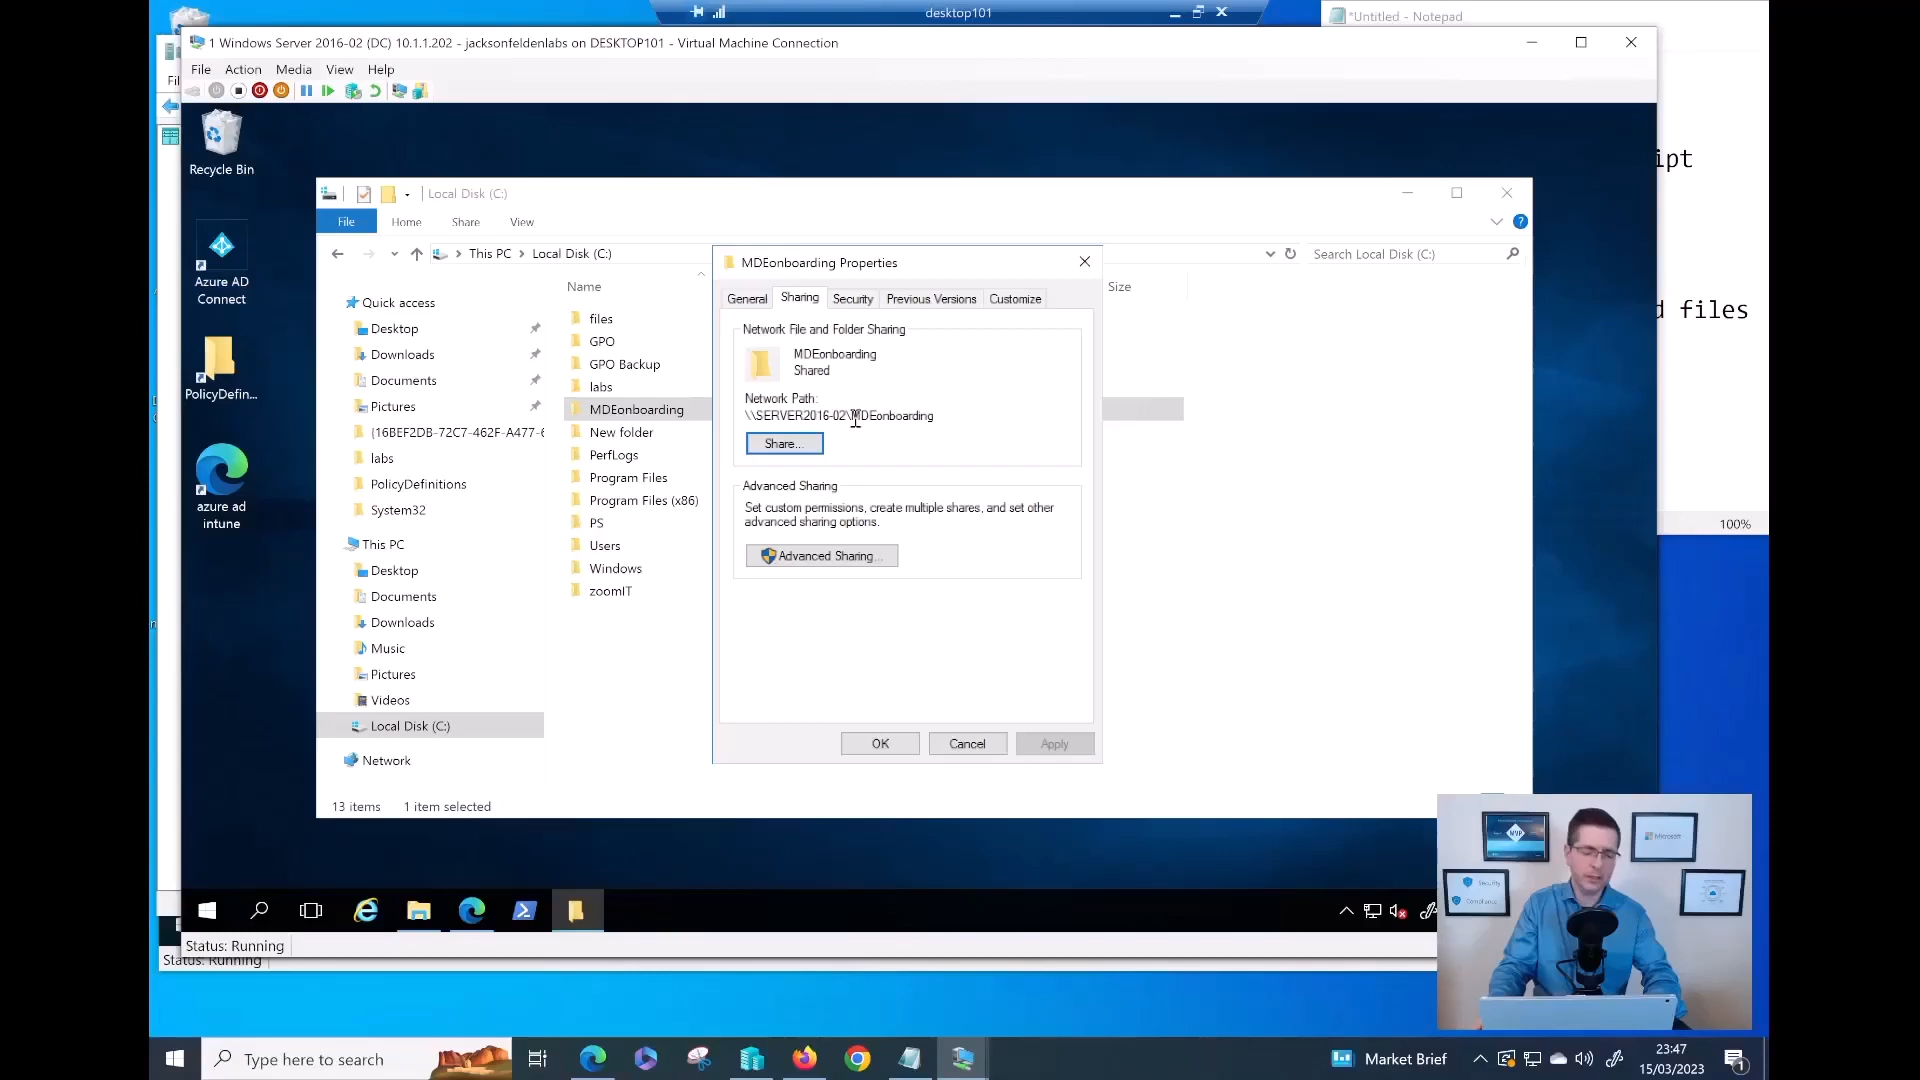 desktop101
*Untitled - Notepad
1 Windows Server 2016-02 (DC) 10.1.1.202 - jacksonfeldenlabs on DESKTOP101 - Virtual Machine Connection
File Action Media View Help
Fil
Recycle Bin
Azure AD
Connect
PolicyDefin...
azure ad
intune
ipt
files
100%
Local Disk (C:)
File Home Share View
This PC Local Disk (C:)
Search Local Disk (C:)
Quick access
Desktop
Downloads
Documents
Pictures
{16BEF2DB-72C7-462F-A477-6
labs
PolicyDefinitions
System32
This PC
Desktop
Documents
Downloads
Music
Pictures
Videos
Local Disk (C:)
Network
Name
Size
files
GPO
GPO Backup
labs
MDEonboarding
New folder
PerfLogs
Program Files
Program Files (x86)
PS
Users
Windows
zoomIT
13 items 1 item selected
MDEonboarding Properties
General Sharing Security Previous Versions Customize
Network File and Folder Sharing
MDEonboarding
Shared
Network Path:
\\SERVER2016-02\MDEonboarding
Share...
Advanced Sharing
Set custom permissions, create multiple shares, and set other
advanced sharing options.
Advanced Sharing...
OK Cancel Apply
Status: Running
Status: Running
MVP
Microsoft
Security
Compliance
Type here to search
Market Brief
23:47
15/03/2023
1